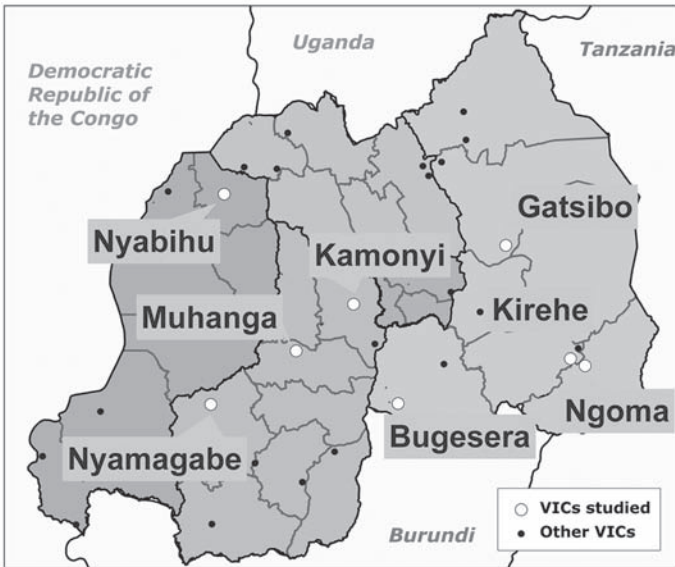 Uganda
Tanzania
Democratic
Republic of
the Congo
Gatsibo
Nyabihu
Kamonyi
Muhanga
Kirehe
Ngoma
Bugesera
Nyamagabe
VICs studied
Other VICs
Burundi